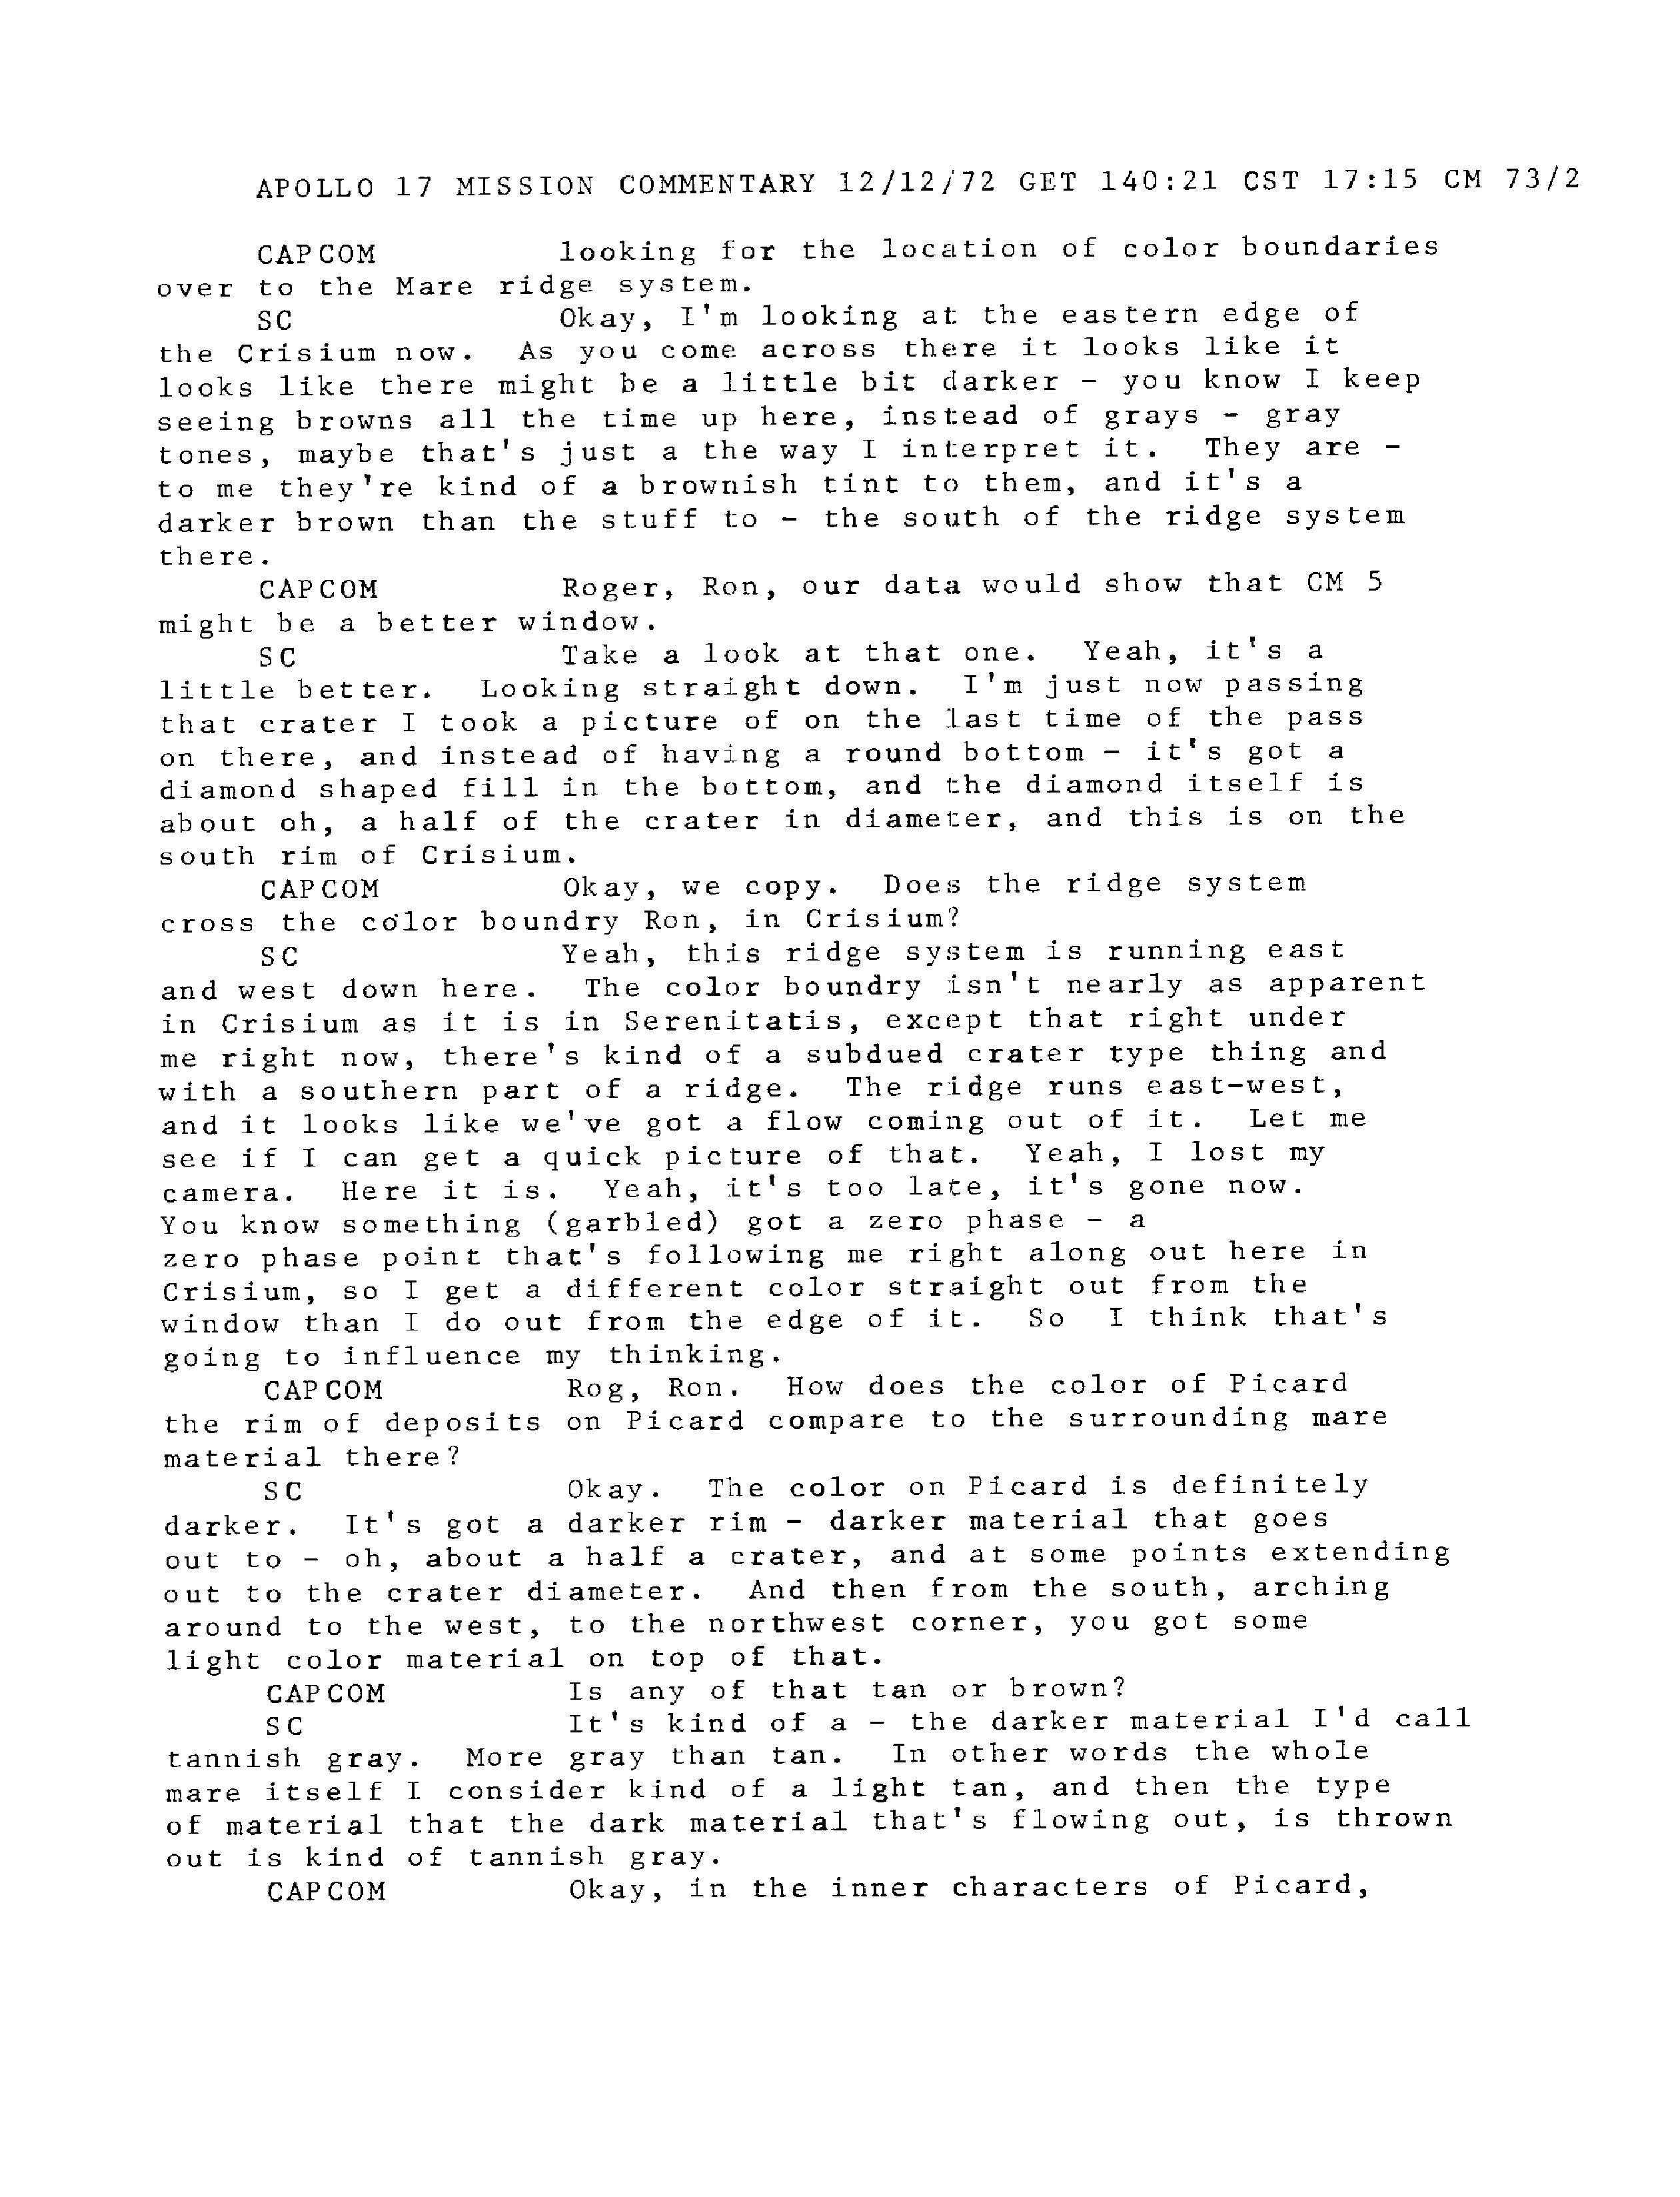 APOLLO 17 MISSION COMMENTARY 12/12/72 GET 140:21 CST 17:15 CM 73/2
CAPCOM looking for the location of color boundaries
over to the Mare ridge system.
SC Okay, I'm looking at the eastern edge of
the Crisium now. As you come across there it looks like it
looks like there might be a little bit darker - you know I keep
seeing browns all the time up here, instead of grays - gray
tones, maybe that's just a the way I interpret it. They are -
to me they're kind of a brownish tint to them, and it's a
darker brown than the stuff to - the south of the ridge system
there.
CAPCOM Roger, Ron, our data would show that CM 5
might be a better window.
SC Take a look at that one. Yeah, it's a
little better. Looking straight down. I'm just now passing
that crater I took a picture of on the last time of the pass
on there, and instead of having a round bottom - it's got a
diamond shaped fill in the bottom, and the diamond itself is
about oh, a half of the crater in diameter, and this is on the
south rim of Crisium.
CAPCOM Okay, we copy. Does the ridge system
cross the color boundry Ron, in Crisium?
SC Yeah, this ridge system is running east
and west down here. The color boundry isn't nearly as apparent
in Crisium as it is in Serenitatis, except that right under
me right now, there's kind of a subdued crater type thing and
with a southern part of a ridge. The ridge runs east-west,
and it looks like we've got a flow coming out of it. Let me
see if I can get a quick picture of that. Yeah, I lost my
camera. Here it is. Yeah, it's too late, it's gone now.
You know something (garbled) got a zero phase - a
zero phase point that's following me right along out here in
Crisium, so I get a different color straight out from the
window than I do out from the edge of it. So I think that's
going to influence my thinking.
CAPCOM Rog, Ron. How does the color of Picard
the rim of deposits on Picard compare to the surrounding mare
material there?
SC Okay. The color on Picard is definitely
darker. It's got a darker rim - darker material that goes
out to - oh, about a half a crater, and at some points extending
out to the crater diameter. And then from the south, arching
around to the west, to the northwest corner, you got some
light color material on top of that.
CAPCOM Is any of that tan or brown?
SC It's kind of a - the darker material I'd call
tannish gray. More gray than tan. In other words the whole
mare itself I consider kind of a light tan, and then the type
of material that the dark material that's flowing out, is thrown
out is kind of tannish gray.
CAPCOM Okay, in the inner characters of Picard,